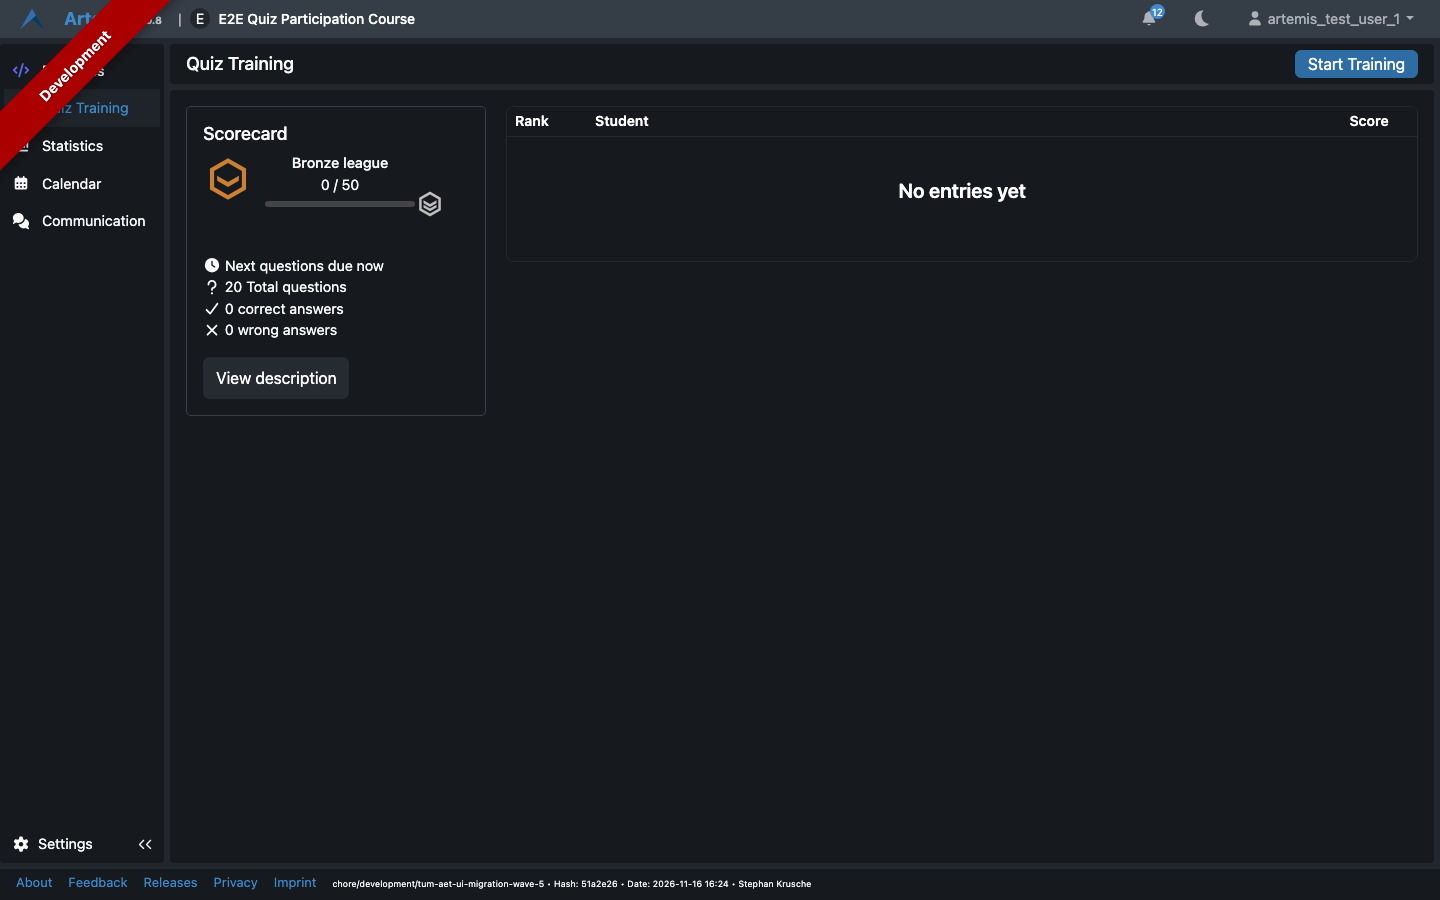 E E2E Quiz Participation Course
12
artemis_test_user_1
Development
Quiz Training
Start Training
Training
Statistics
Calendar
Communication
Scorecard
Bronze league
0 / 50
Next questions due now
? 20 Total questions
0 correct answers
0 wrong answers
View description
Rank Student Score
No entries yet
Settings
About Feedback Releases Privacy Imprint chore/development/tum-aet-ui-migration-wave-5 • Hash: 51a2e26 • Date: 2026-11-16 16:24 • Stephan Krusche